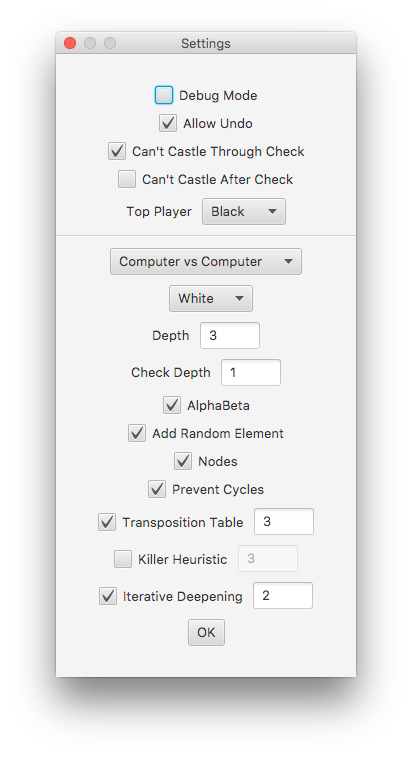 Settings
Debug Mode
Allow Undo
Can't Castle Through Check
Can't Castle After Check
Top Player Black
Computer vs Computer
White
Depth 3
Check Depth 1
AlphaBeta
Add Random Element
Nodes
Prevent Cycles
Transposition Table 3
Killer Heuristic 3
Iterative Deepening 2
OK